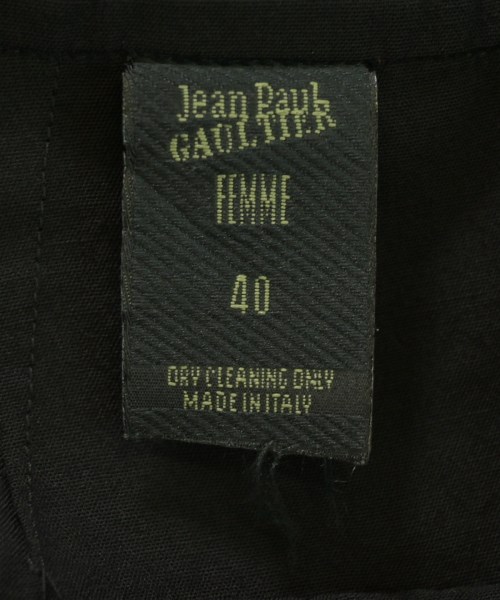 Jean Paul
GAULTIER
FEMME
40
DRY CLEANING ONLY
MADE IN ITALY